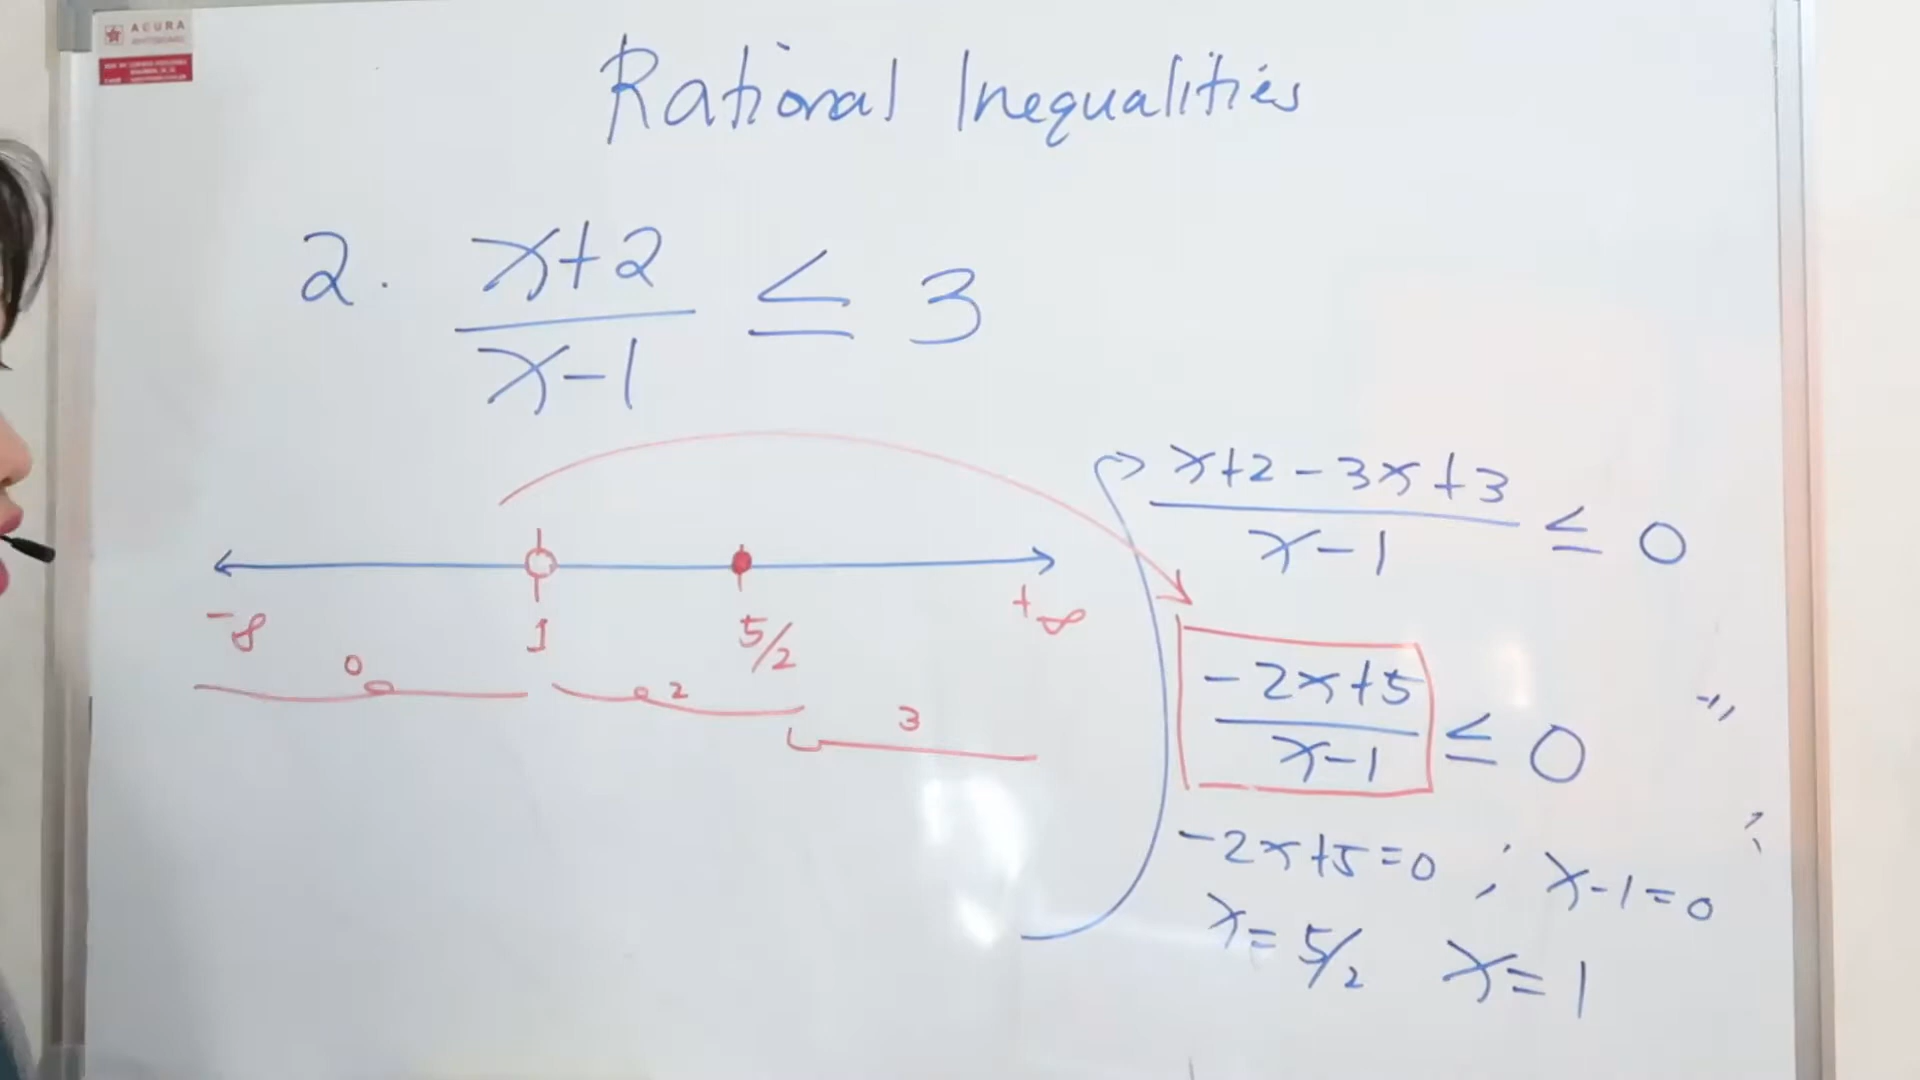 ACURA
Rational Inequalities
2. x+2/x-1 ≤ 3
x+2-3x+3/x-1 ≤ 0
-∞ 1 5/2 +∞
0 2 3
-2x+5/x-1 ≤ 0
-2x+5=0 ; x-1=0
x=5/2 x=1